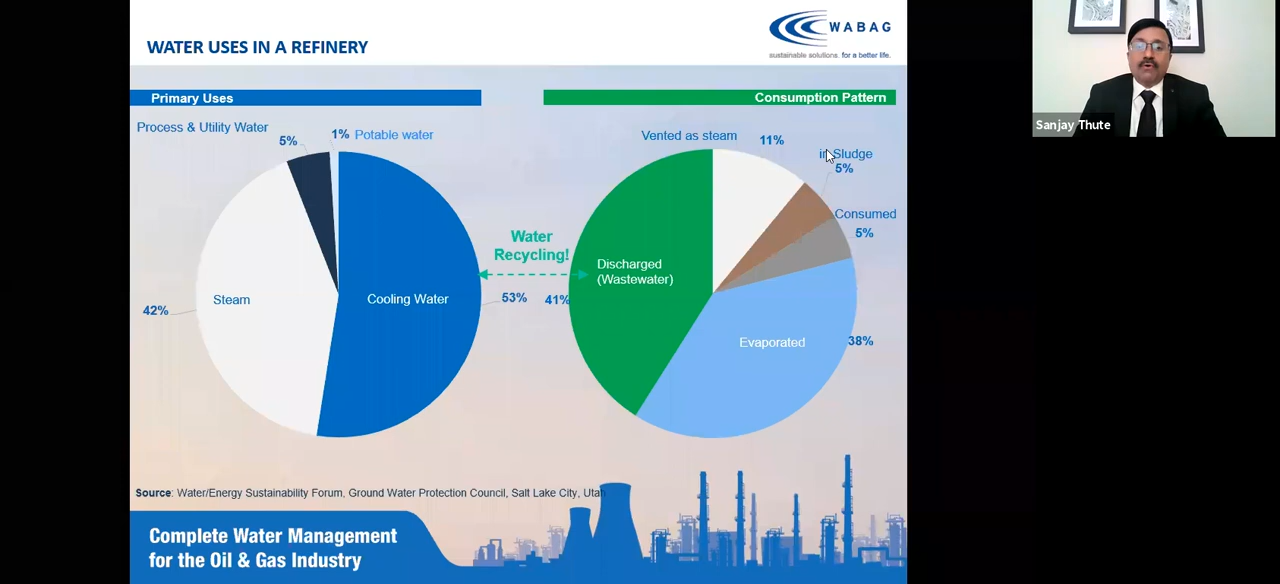 WATER USES IN A REFINERY
WABAG
sustainable solutions. for a better life.
Primary Uses
Consumption Pattern
Process & Utility Water
5%
1% Potable water
Vented as steam
11%
in Sludge
5%
Consumed
5%
Water
Recycling!
Discharged
(Wastewater)
Steam
Cooling Water
53%
41%
42%
Evaporated
38%
Source: Water/Energy Sustainability Forum, Ground Water Protection Council, Salt Lake City, Utah
Complete Water Management
for the Oil & Gas Industry
Sanjay Thute